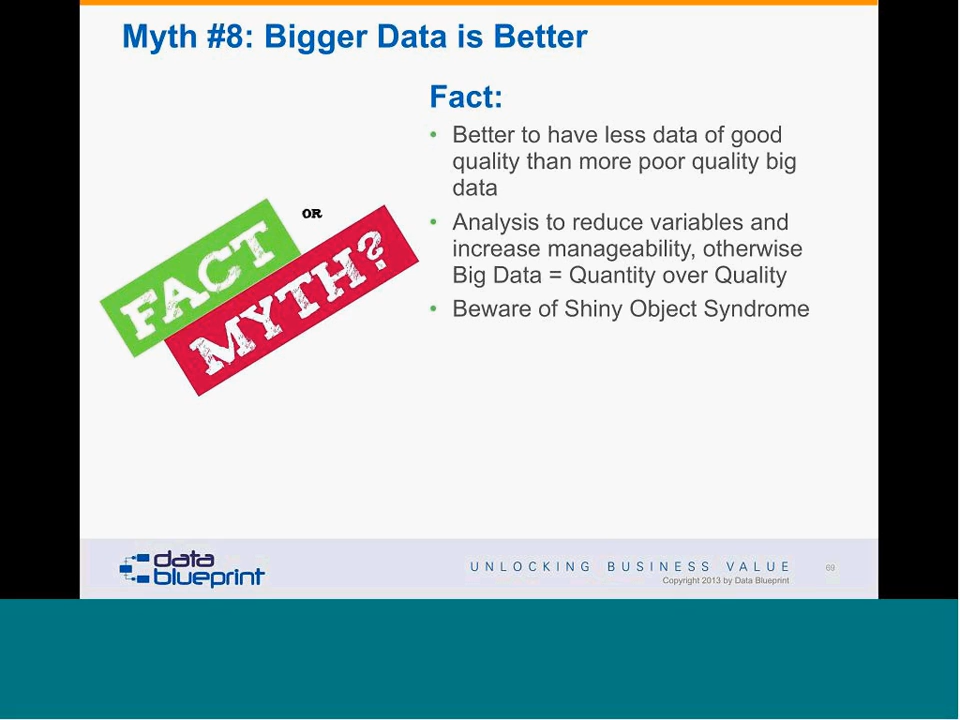 Myth #8: Bigger Data is Better
Fact:
• Better to have less data of good
quality than more poor quality big
data
• Analysis to reduce variables and
increase manageability, otherwise
Big Data = Quantity over Quality
• Beware of Shiny Object Syndrome
FACT
OR
MYTH?
data
blueprint
UNLOCKING BUSINESS VALUE
Copyright 2013 by Data Blueprint
69